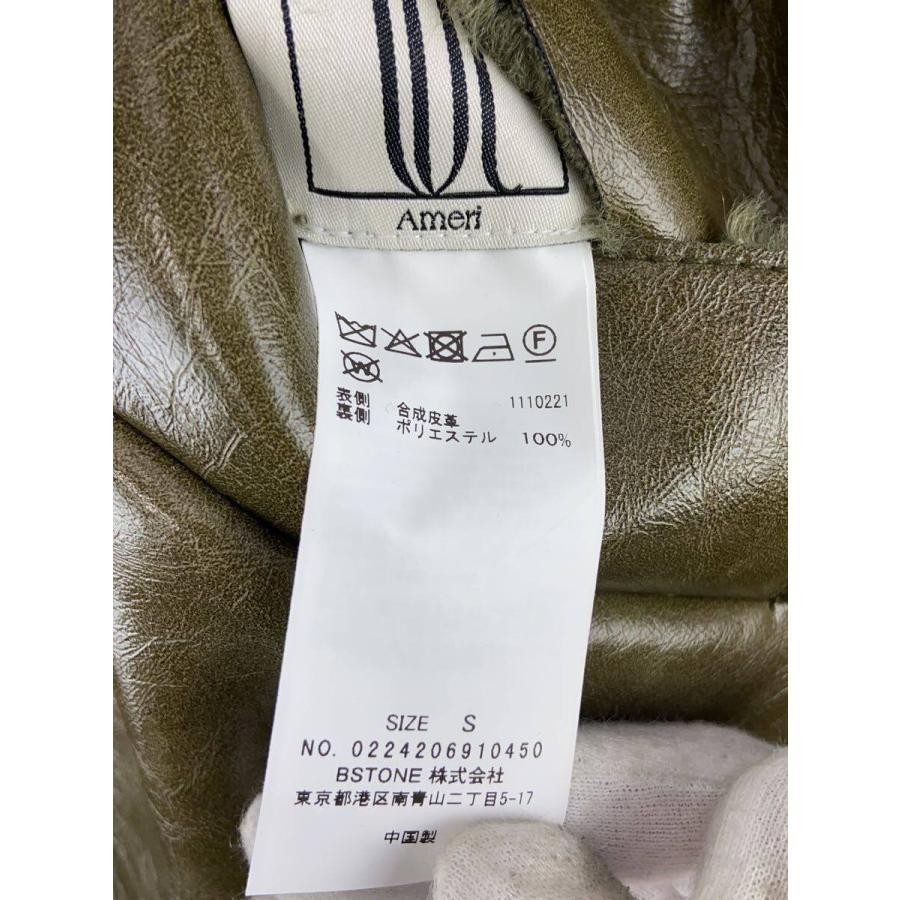 Ameri
F
W
表側 合成皮革 1110221
裏側 ポリエステル 100%
SIZE S
NO. 0224206910450
BSTONE 株式会社
東京都港区南青山二丁目5-17
中国製